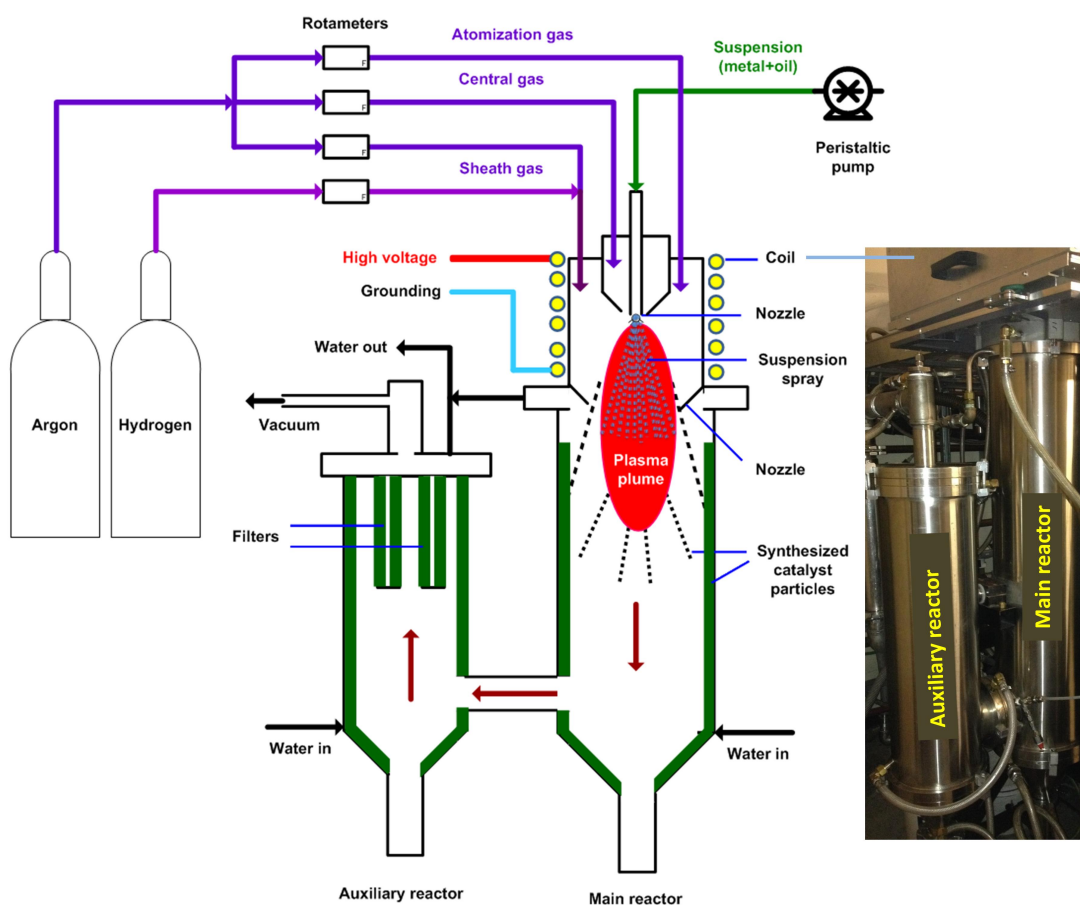 Rotameters
Atomization gas
Central gas
Sheath gas
F
F
F
F
Suspension
(metal+oil)
Peristaltic
pump
High voltage
Grounding
Coil
Nozzle
Suspension
spray
Water out
Vacuum
Argon
Hydrogen
Plasma
plume
Nozzle
Filters
Synthesized
catalyst
particles
Water in
Water in
Auxiliary reactor
Main reactor
Auxiliary reactor
Main reactor